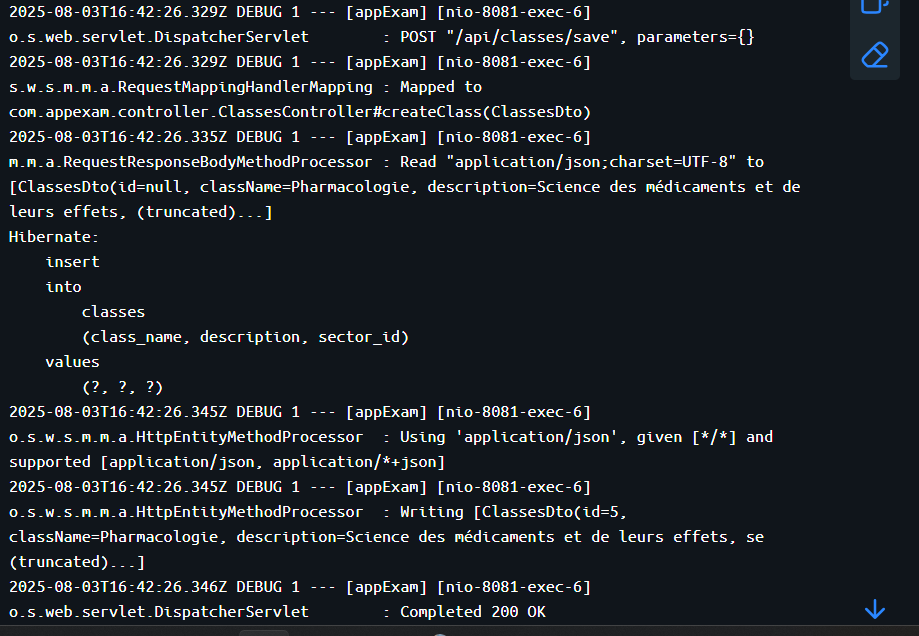 2025-08-03T16:42:26.329Z DEBUG 1 --- [appExam] [nio-8081-exec-6]
o.s.web.servlet.DispatcherServlet        : POST "/api/classes/save", parameters={}
2025-08-03T16:42:26.329Z DEBUG 1 --- [appExam] [nio-8081-exec-6]
s.w.s.m.m.a.RequestMappingHandlerMapping : Mapped to
com.appexam.controller.ClassesController#createClass(ClassesDto)
2025-08-03T16:42:26.335Z DEBUG 1 --- [appExam] [nio-8081-exec-6]
m.m.a.RequestResponseBodyMethodProcessor : Read "application/json;charset=UTF-8" to
[ClassesDto(id=null, className=Pharmacologie, description=Science des médicaments et de
leurs effets, (truncated)...]
Hibernate:
    insert
    into
        classes
        (class_name, description, sector_id)
    values
        (?, ?, ?)
2025-08-03T16:42:26.345Z DEBUG 1 --- [appExam] [nio-8081-exec-6]
o.s.w.s.m.m.a.HttpEntityMethodProcessor  : Using 'application/json', given [*/*] and
supported [application/json, application/*+json]
2025-08-03T16:42:26.345Z DEBUG 1 --- [appExam] [nio-8081-exec-6]
o.s.w.s.m.m.a.HttpEntityMethodProcessor  : Writing [ClassesDto(id=5,
className=Pharmacologie, description=Science des médicaments et de leurs effets, se
(truncated)...]
2025-08-03T16:42:26.346Z DEBUG 1 --- [appExam] [nio-8081-exec-6]
o.s.web.servlet.DispatcherServlet        : Completed 200 OK